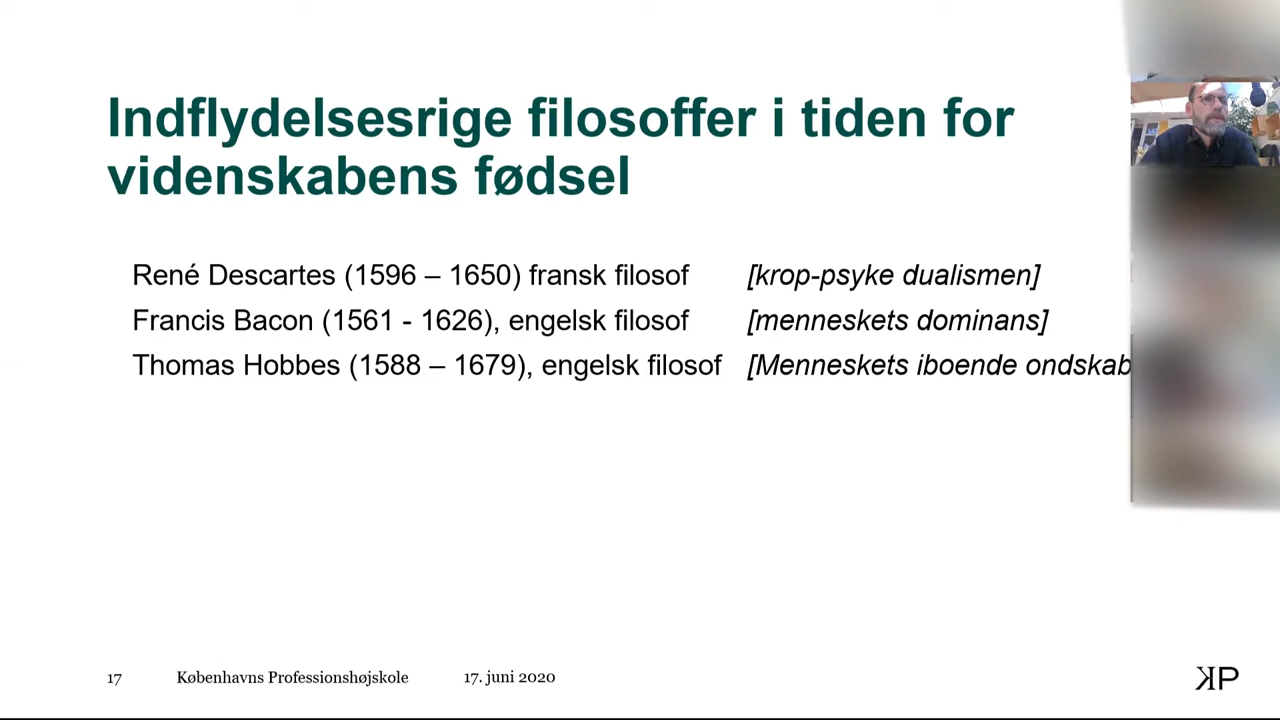 Indflydelsesrige filosoffer i tiden for
videnskabens fødsel
René Descartes (1596 – 1650) fransk filosof [krop-psyke dualismen]
Francis Bacon (1561 - 1626), engelsk filosof [menneskets dominans]
Thomas Hobbes (1588 – 1679), engelsk filosof [Menneskets iboende ondskab
17 Københavns Professionshøjskole 17. juni 2020 KP